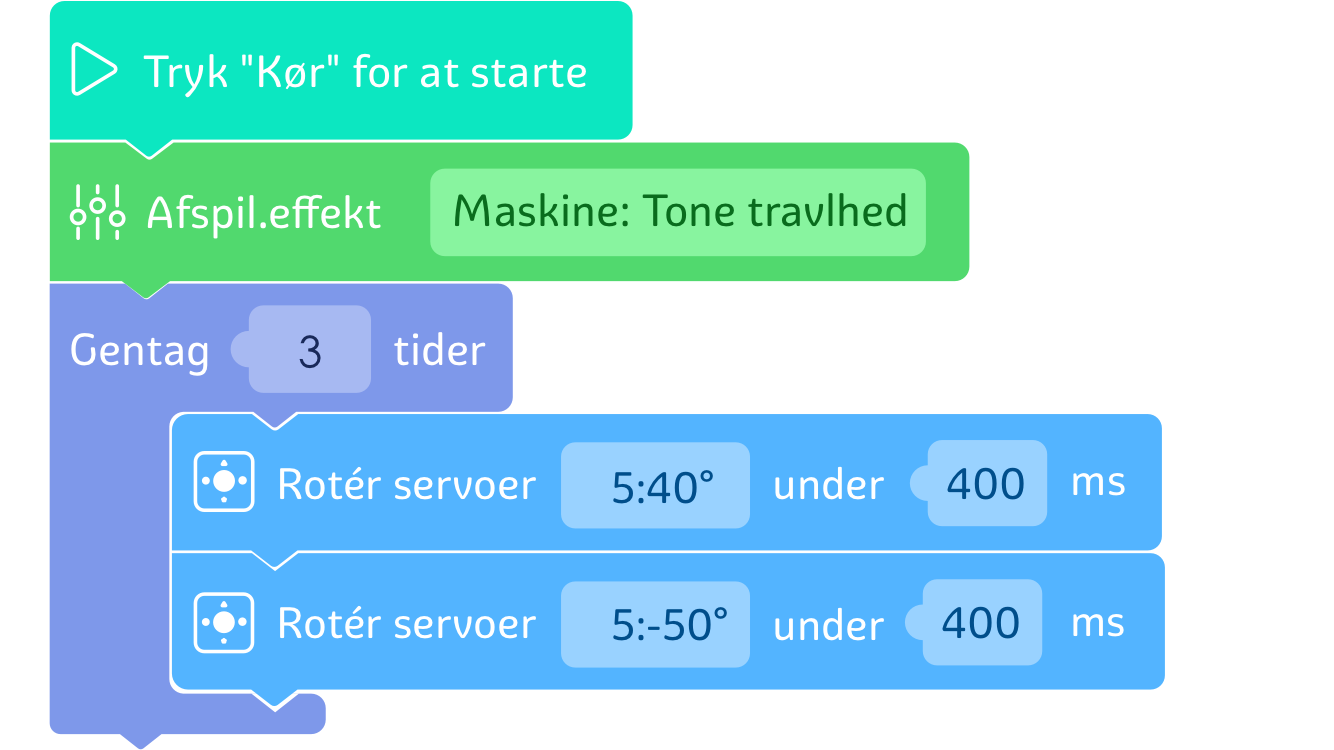 Tryk "Kør" for at starte
Afspil.effekt Maskine: Tone travlhed
Gentag 3 tider
Rotér servoer 5:40° under 400 ms
Rotér servoer 5:-50° under 400 ms